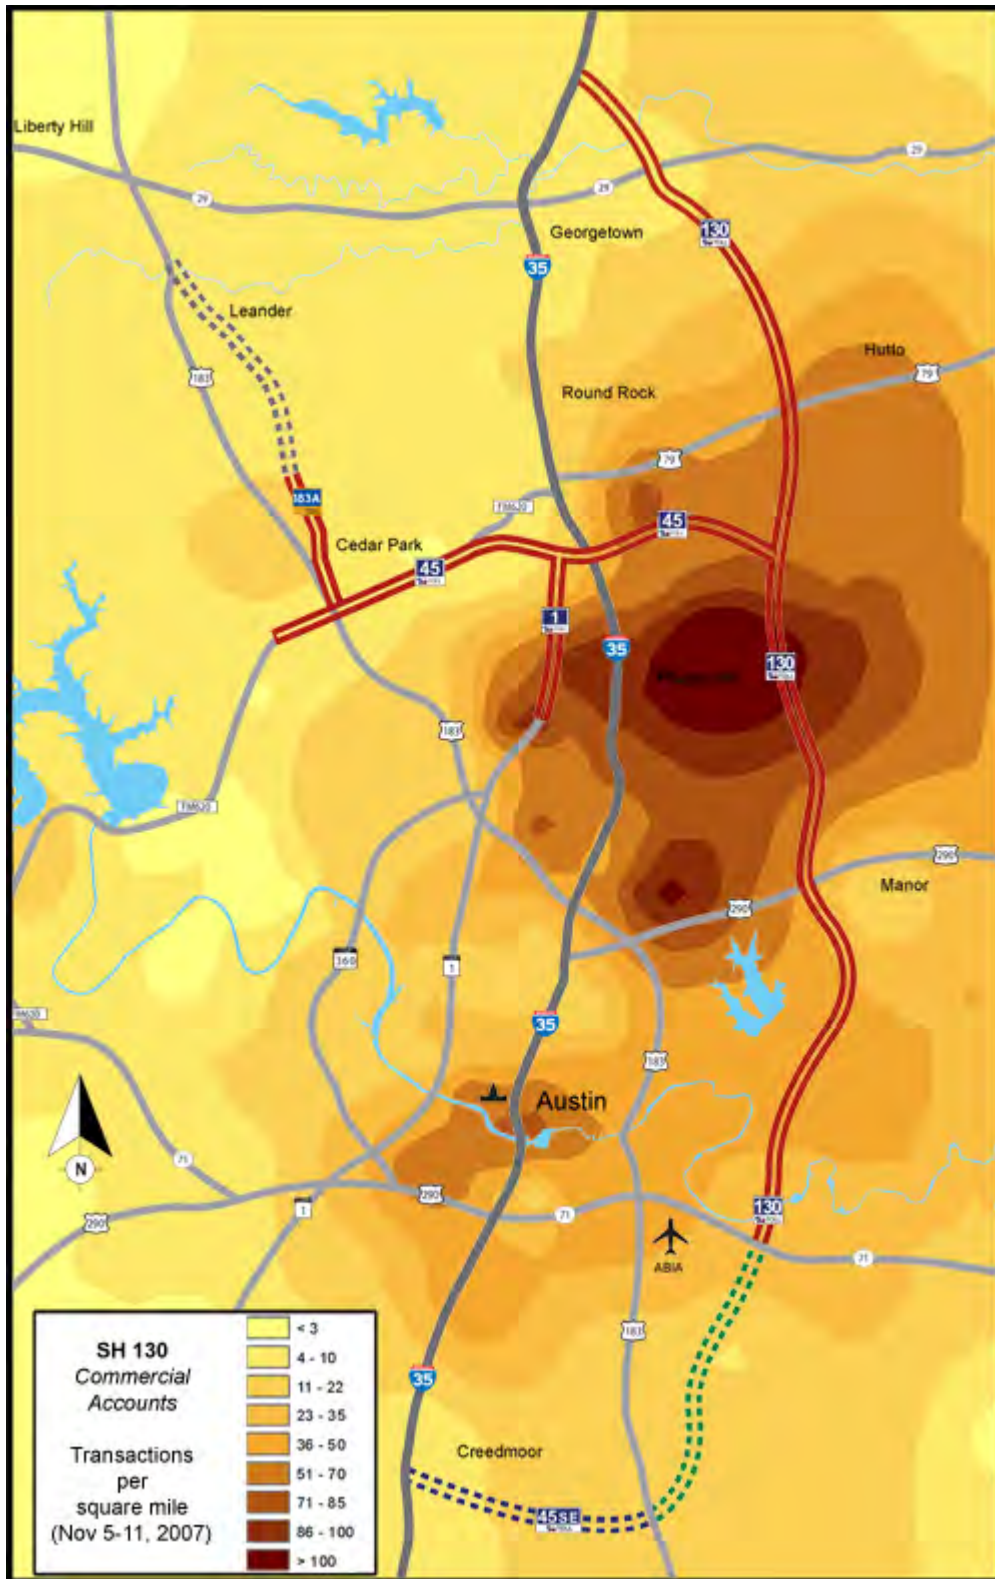 Liberty Hill
29
29
29
Georgetown
130
35
Leander
Hutto
183
79
Round Rock
79
183A
FM620
45
Cedar Park
45
1
35
130
183
FM620
290
Manor
290
360
1
35
FM620
183
Austin
N
71
290
1
290
71
130
71
ABIA
183
35
Creedmoor
45SE
SH 130
Commercial
Accounts
Transactions
per
square mile
(Nov 5-11, 2007)
< 3
4 - 10
11 - 22
23 - 35
36 - 50
51 - 70
71 - 85
86 - 100
> 100